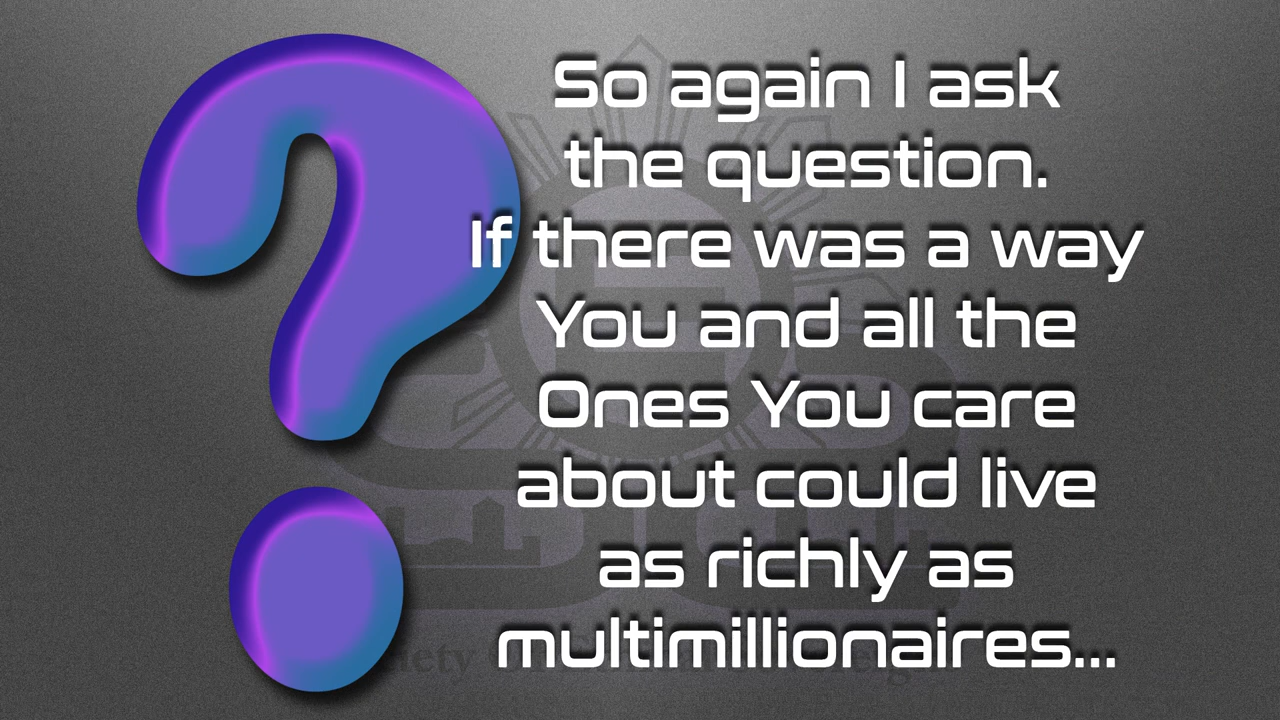 So again I ask
the question.
If there was a way
You and all the
Ones You care
about could live
as richly as
multimillionaires...